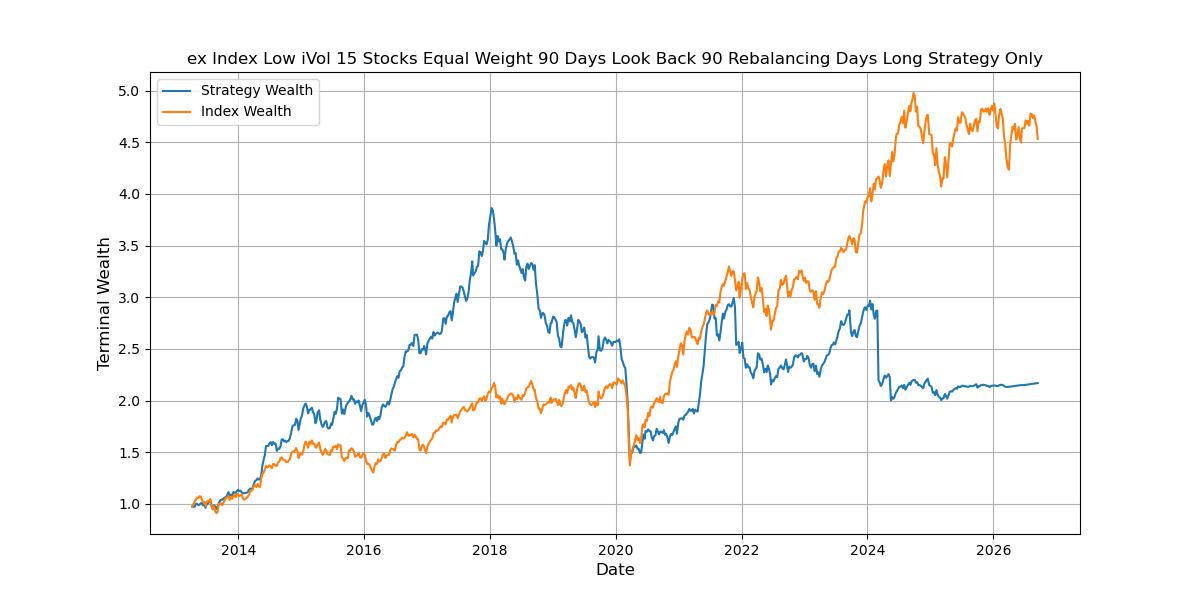 ex Index Low iVol 15 Stocks Equal Weight 90 Days Look Back 90 Rebalancing Days Long Strategy Only
Strategy Wealth
Index Wealth
Terminal Wealth
5.0
4.5
4.0
3.5
3.0
2.5
2.0
1.5
1.0
2014 2016 2018 2020 2022 2024 2026
Date